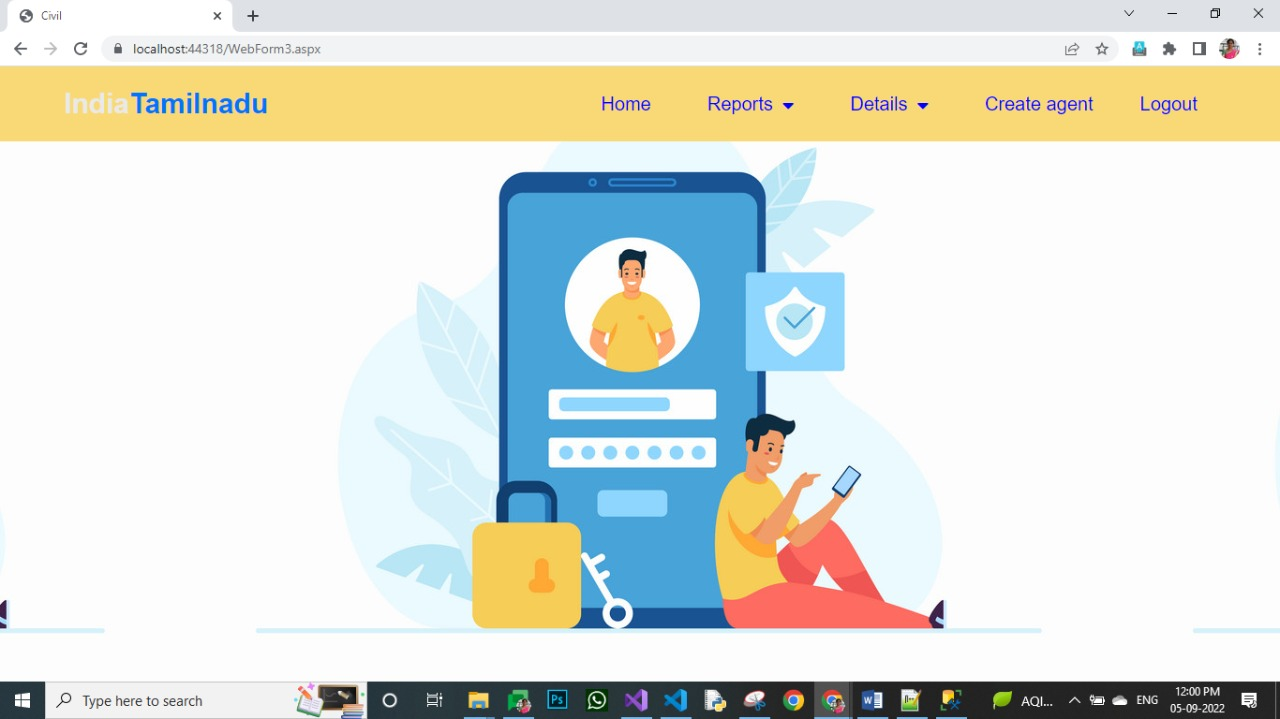 Civil
localhost:44318/WebForm3.aspx
IndiaTamilnadu Home Reports Details Create agent Logout
Type here to search
Ps
W
AQI...
ENG
12:00 PM
05-09-2022